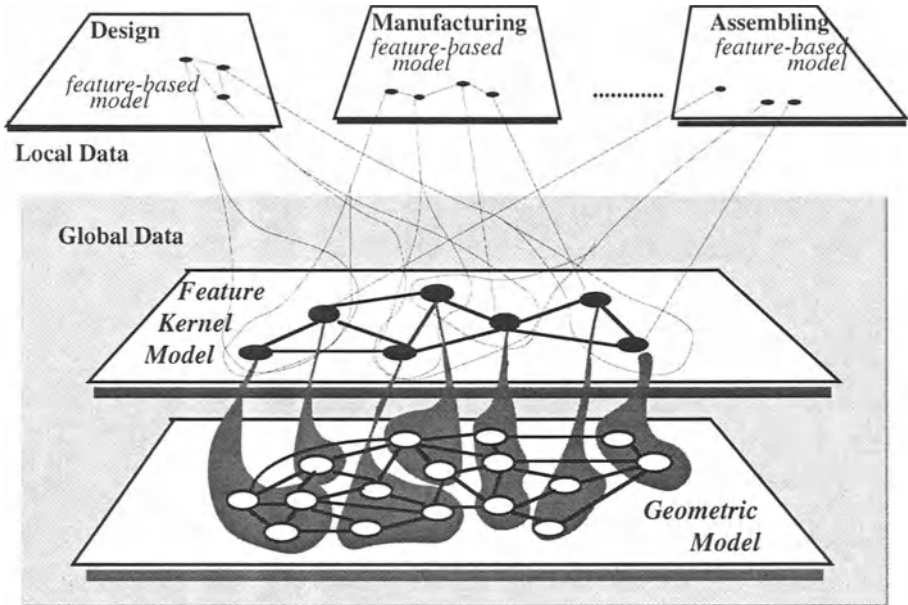 Design
feature-based
model
Manufacturing
feature-based
model
Assembling
feature-based
model
Local Data
Global Data
Feature
Kernel
Model
Geometric
Model